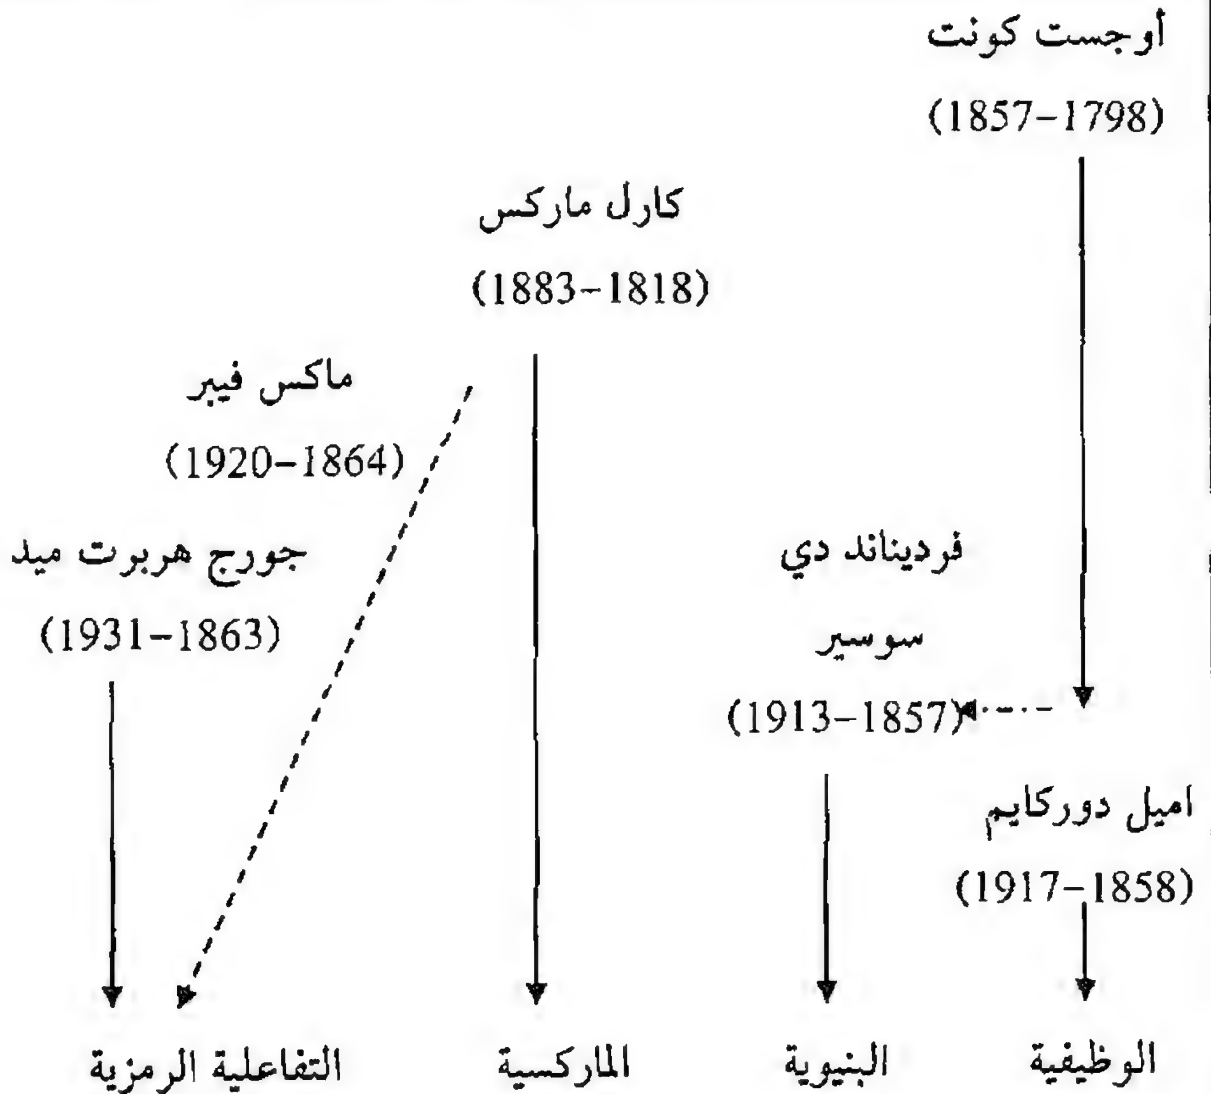 أوجست كونت
(1798-1857)
كارل ماركس
(1818-1883)
ماكس فيبر
(1864-1920)
فرديناند دي
سوسير
(1857-1913)
جورج هربرت ميد
(1863-1931)
اميل دوركايم
(1858-1917)
الوظيفية
البنيوية
الماركسية
التفاعلية الرمزية